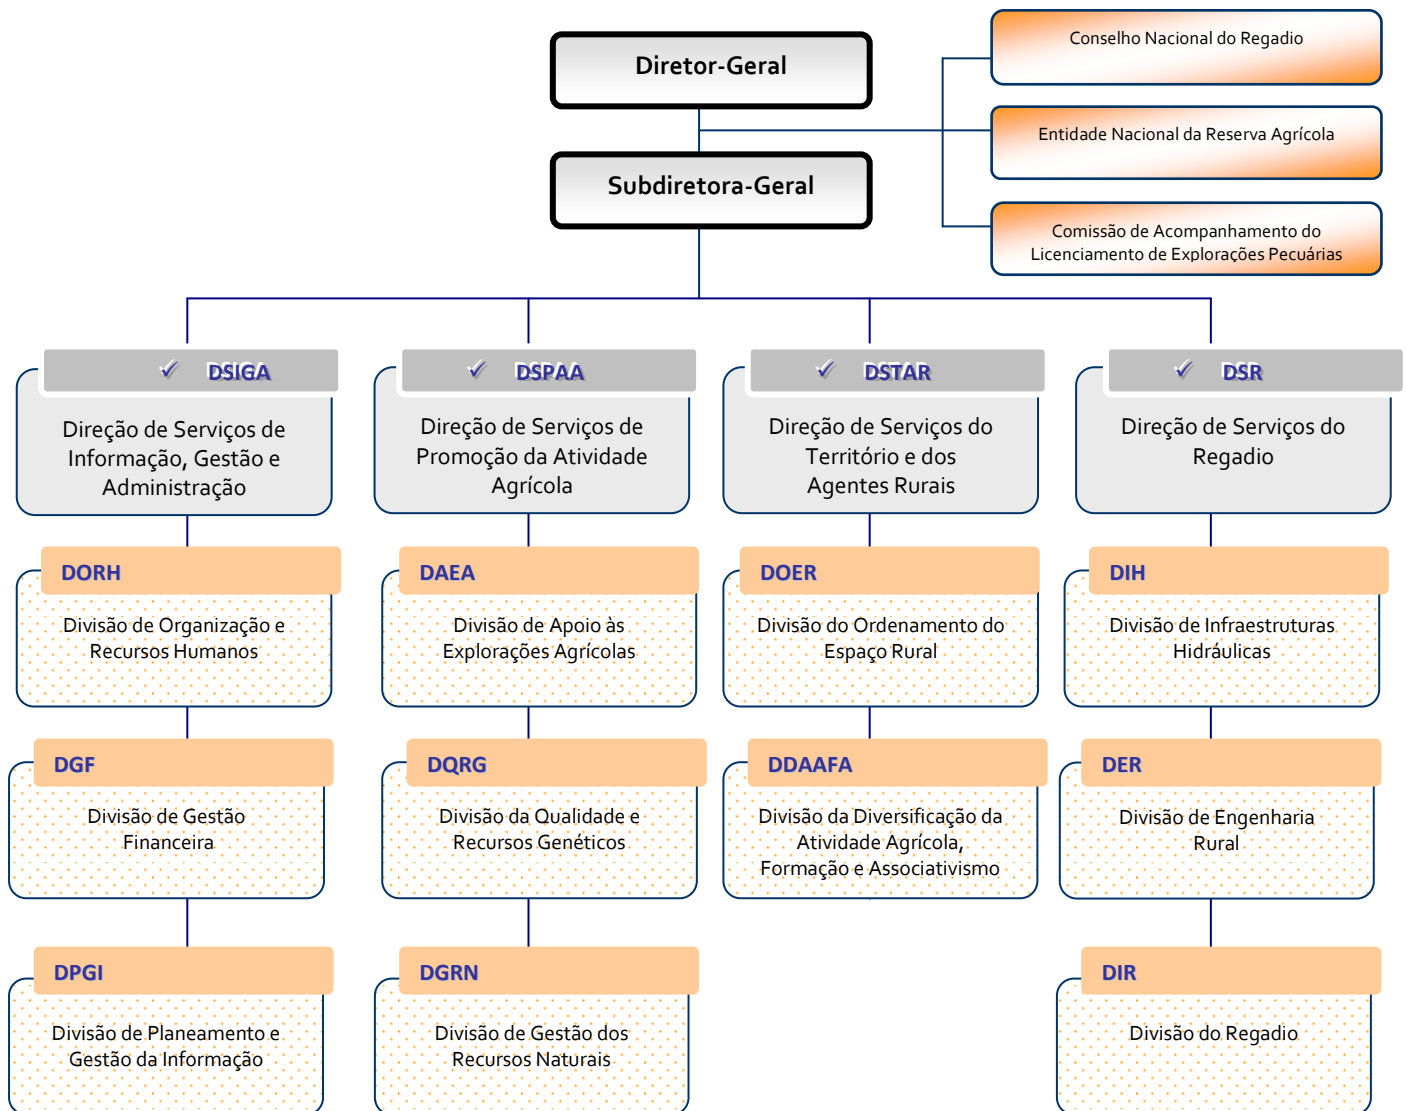 Diretor-Geral
Conselho Nacional do Regadio
Entidade Nacional da Reserva Agrícola
Subdiretora-Geral
Comissão de Acompanhamento do
Licenciamento de Explorações Pecuárias
✓ DSIGA
Direção de Serviços de
Informação, Gestão e
Administração
✓ DSPAA
Direção de Serviços de
Promoção da Atividade
Agrícola
✓ DSTAR
Direção de Serviços do
Território e dos
Agentes Rurais
✓ DSR
Direção de Serviços do
Regadio
DORH
Divisão de Organização e
Recursos Humanos
DAEA
Divisão de Apoio às
Explorações Agrícolas
DOER
Divisão do Ordenamento do
Espaço Rural
DIH
Divisão de Infraestruturas
Hidráulicas
DGF
Divisão de Gestão
Financeira
DQRG
Divisão da Qualidade e
Recursos Genéticos
DDAAFA
Divisão da Diversificação da
Atividade Agrícola,
Formação e Associativismo
DER
Divisão de Engenharia
Rural
DPGI
Divisão de Planeamento e
Gestão da Informação
DGRN
Divisão de Gestão dos
Recursos Naturais
DIR
Divisão do Regadio